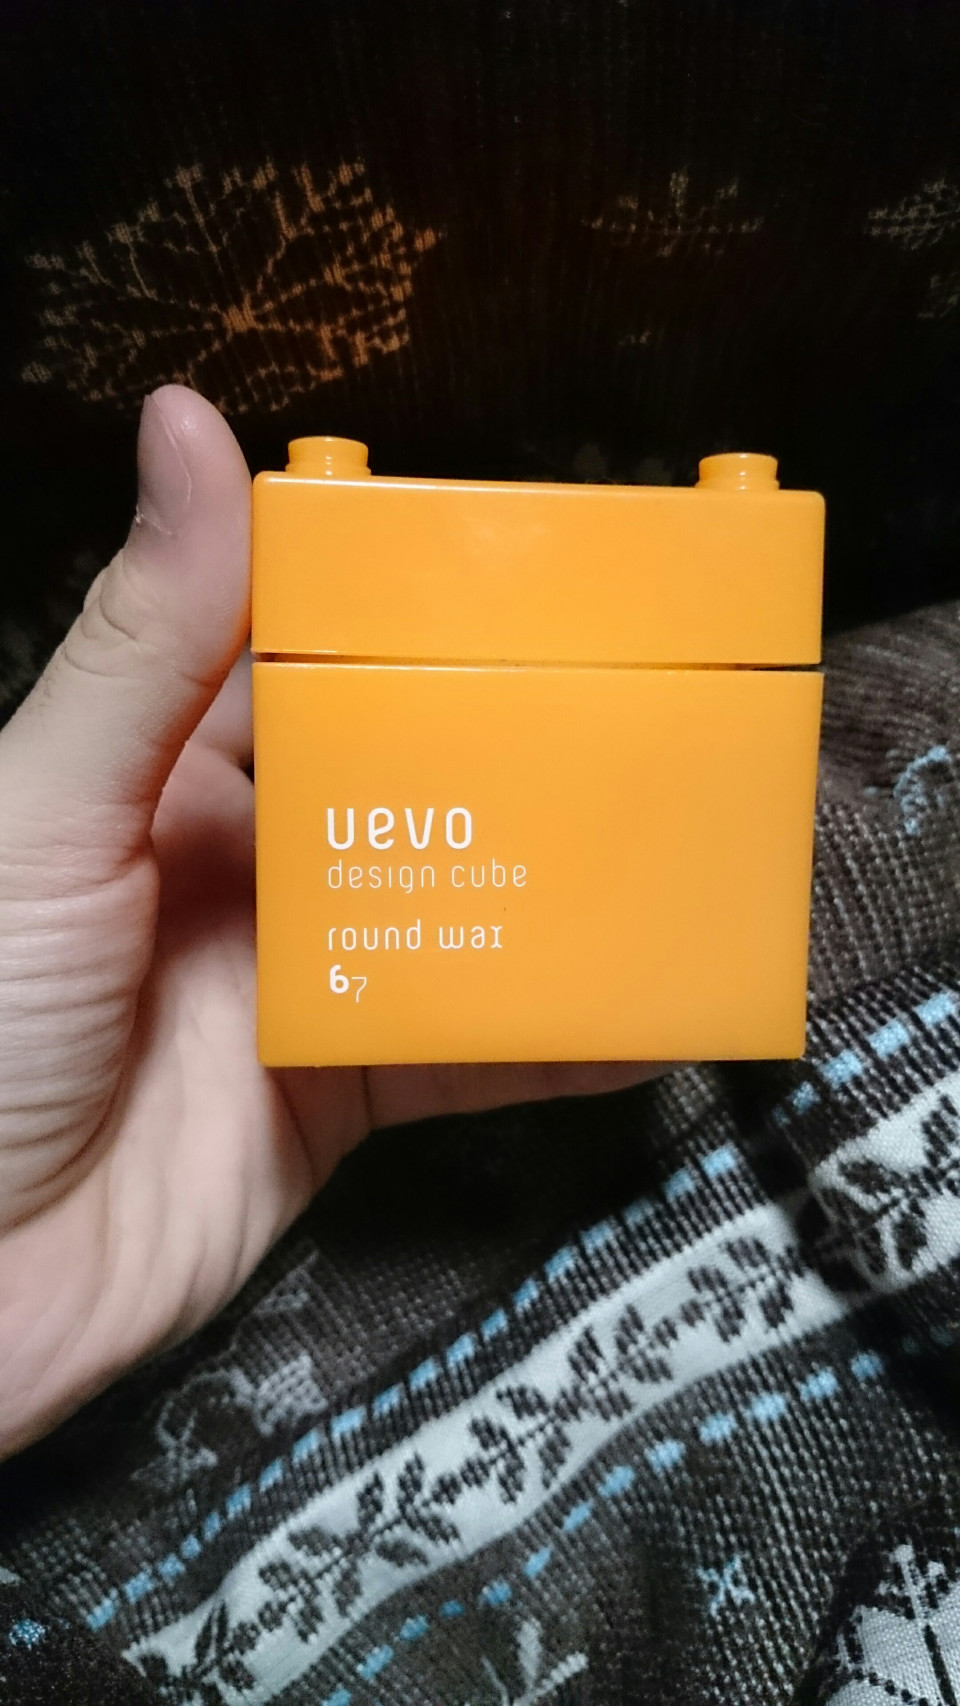 uevo
design cube
round wax
67